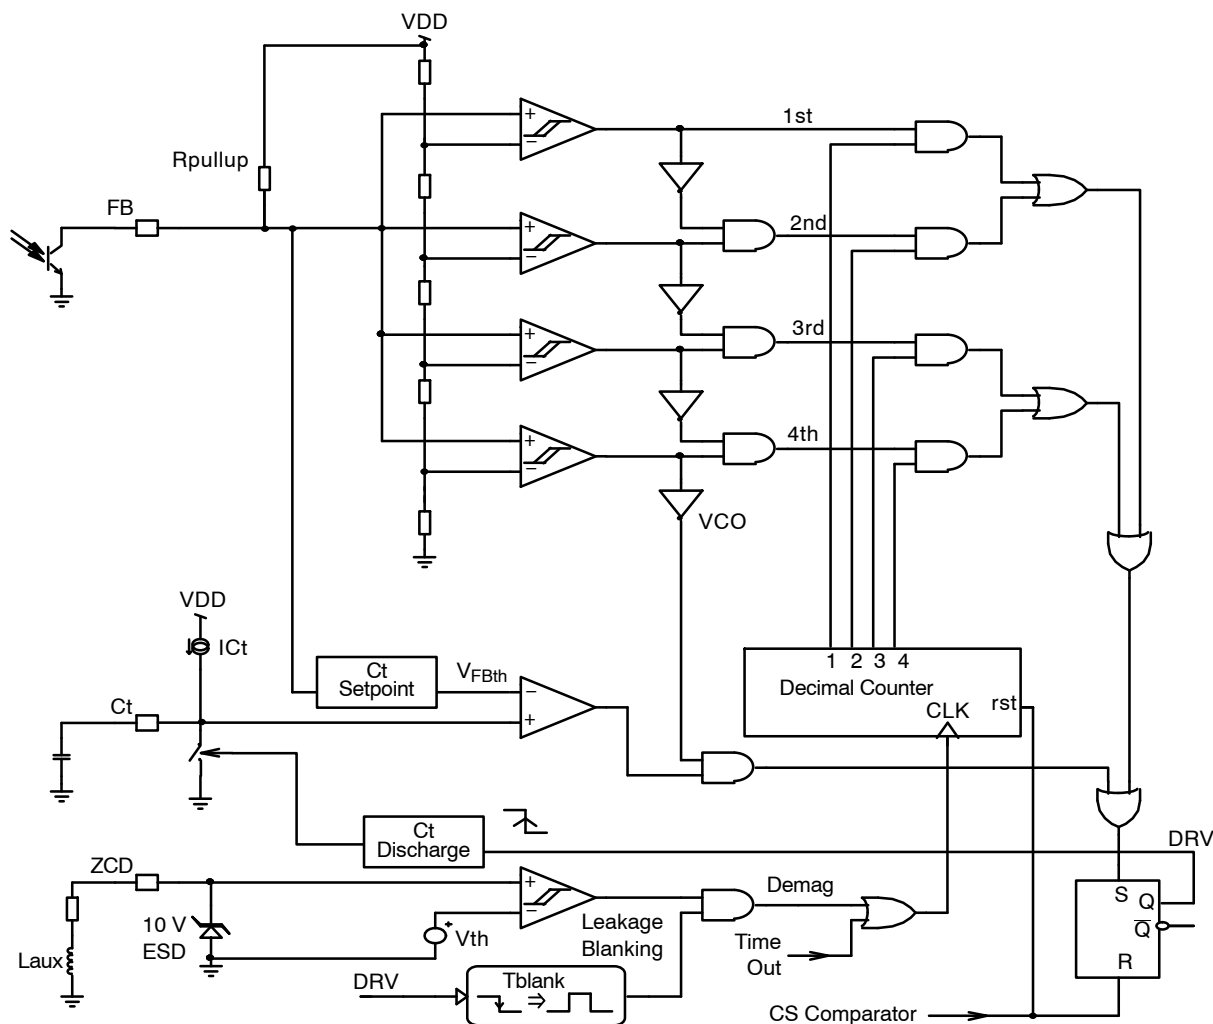 VDD
1st
Rpullup
FB
2nd
3rd
4th
VCO
VDD
ICt
Ct
Setpoint
VFBth
1 2 3 4
Decimal Counter
rst
CLK
Ct
Ct
Discharge
DRV
ZCD
Demag
S
Q
Q
R
10 V
ESD
Vth
Leakage
Blanking
Time
Out
Laux
DRV
Tblank
CS Comparator
+
−
+
−
+
−
+
−
−
+
+
−
+
⇒